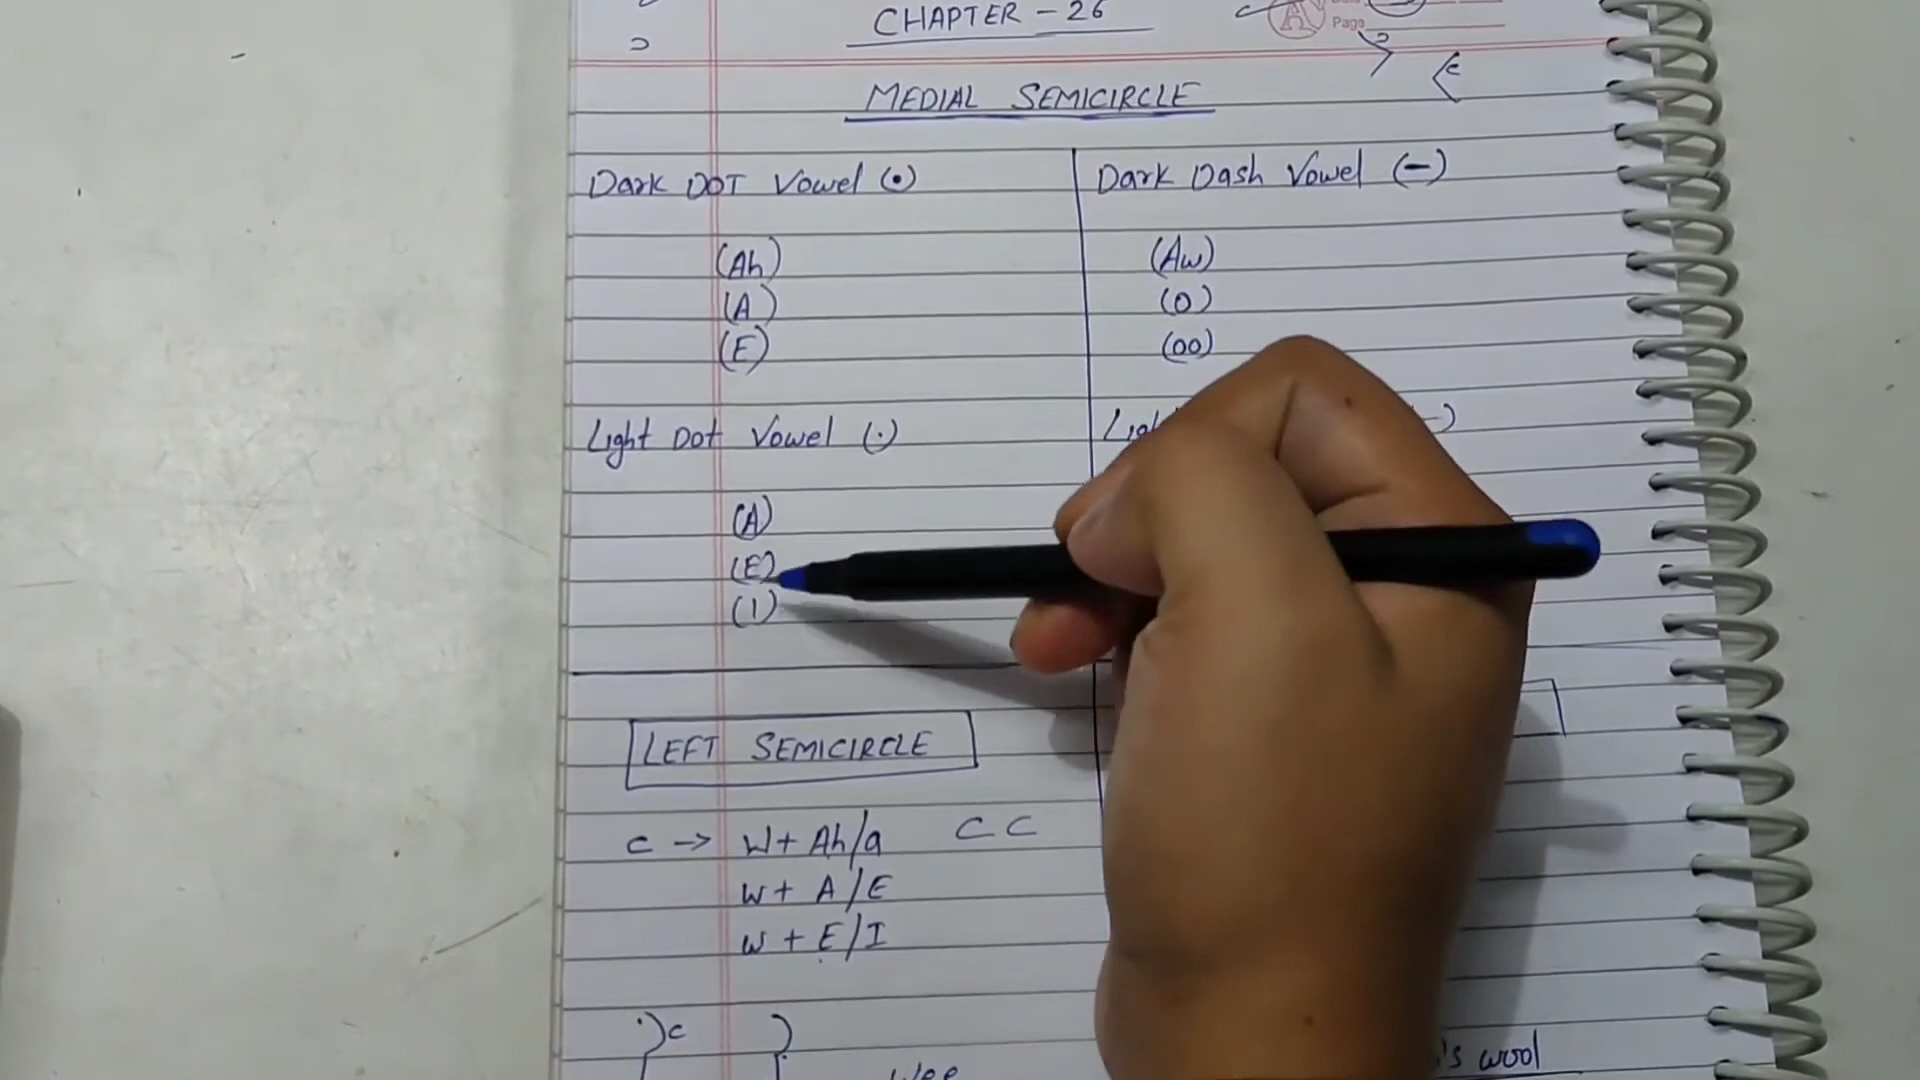 CHAPTER - 26
Page
MEDIAL SEMICIRCLE
Dark DOT Vowel (•)
(Ah)
(A)
(E)
Dark Dash Vowel (–)
(Aw)
(O)
(oo)
Light Dot Vowel (.)
(A)
(E)
(I)
LEFT SEMICIRCLE
c → W + Ah/a c c
W + A/E
W + E/I
c
wool